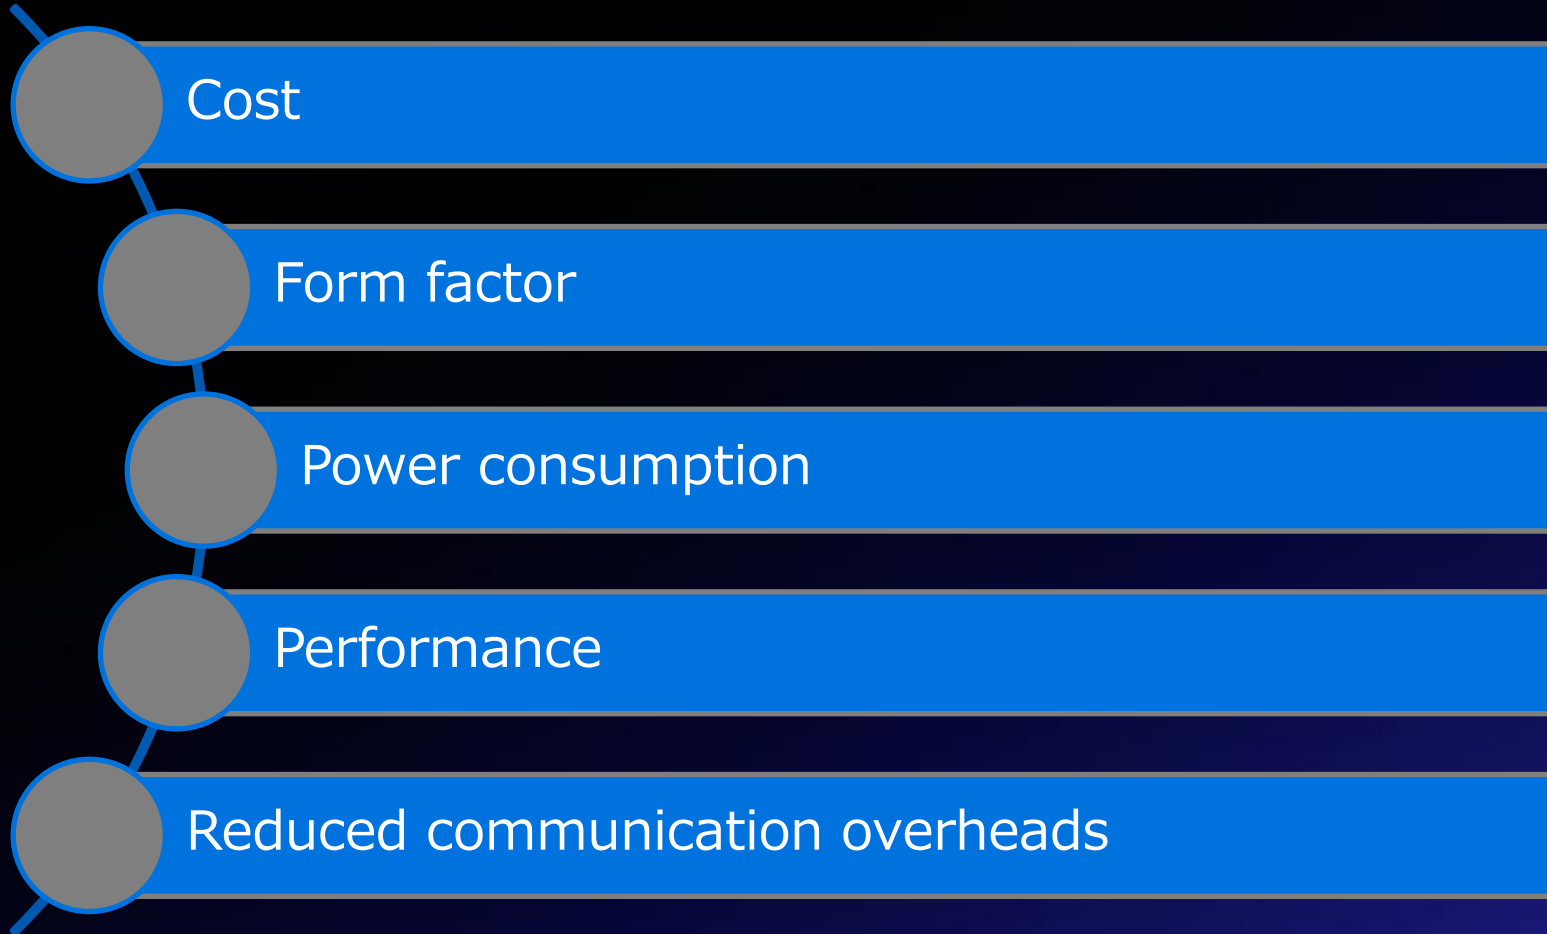 Cost
Form factor
Power consumption
Performance
Reduced communication overheads